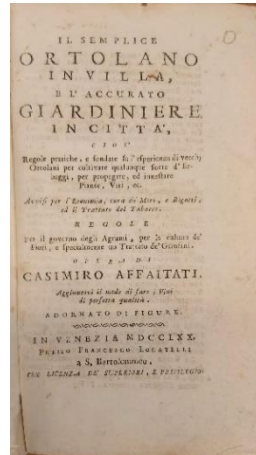 IL SEMPLICE
ORTOLANO
IN VILLA,
E L'ACCURATO
GIARDINIERE
IN CITTA',
CIOE'
Regole pratiche, e fondate su l'esperienza di vecchj
Ortolani per coltivare qualunque sorta d'Er-
baggi, per propagare, ed innestare
Piante, Viti, ec.
Avvisi per l'Economia, cura di Mori, e Bigatti,
ed il Trattato del Tabacco.
REGOLE
Per il governo degli Agrumi, per la coltura de'
Fiori, e specialmente un Trattato de'
OPERA DI
CASIMIRO AFFAITATI.
Aggiuntovi il modo di fare i Vini
di perfetta qualità.
ADORNATO DI FIGURE.
IN VENEZIA MDCCLXX.
Presso Francesco Locatelli
a S. Bartolommeo.
CON LICENZA DE' SUPERIORI, E PRIVILEGIO.